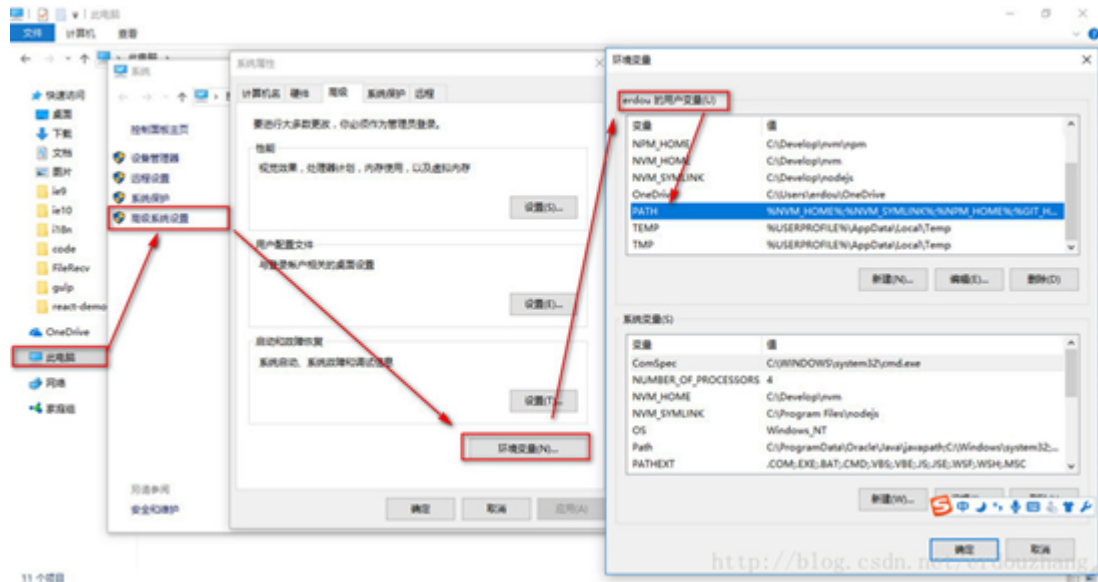 此电脑
文件 计算机 查看
快速访问
桌面
下载
文档
图片
ie9
ie10
i18n
code
FileRecv
gulp
react-demo
OneDrive
此电脑
网络
家庭组
11 个项目
系统
控制面板主页
设备管理器
远程设置
系统保护
高级系统设置
另请参阅
安全和维护
系统属性
计算机名 硬件 高级 系统保护 远程
要进行大多数更改，你必须作为管理员登录。
性能
视觉效果，处理器计划，内存使用，以及虚拟内存
设置(S)...
用户配置文件
与登录帐户相关的桌面设置
设置(E)...
启动和故障恢复
系统启动、系统故障和调试信息
设置(T)...
环境变量(N)...
确定 取消 应用(A)
环境变量
erdou 的用户变量(U)
变量 值
NPM_HOME C:\Develop\nvm\npm
NVM_HOME C:\Develop\nvm
NVM_SYMLINK C:\Develop\nodejs
OneDrive C:\Users\erdou\OneDrive
PATH %NVM_HOME%;%NVM_SYMLINK%;%NPM_HOME%;%GIT_H...
TEMP %USERPROFILE%\AppData\Local\Temp
TMP %USERPROFILE%\AppData\Local\Temp
新建(N)... 编辑(E)... 删除(D)
系统变量(S)
变量 值
ComSpec C:\WINDOWS\system32\cmd.exe
NUMBER_OF_PROCESSORS 4
NVM_HOME C:\Develop\nvm
NVM_SYMLINK C:\Program Files\nodejs
OS Windows_NT
Path C:\ProgramData\Oracle\Java\javapath;C:\Windows\system32;...
PATHEXT .COM;.EXE;.BAT;.CMD;.VBS;.VBE;.JS;.JSE;.WSF;.WSH;.MSC
新建(W)...
中
确定 取消
http://blog.csdn.net/erdouzhang